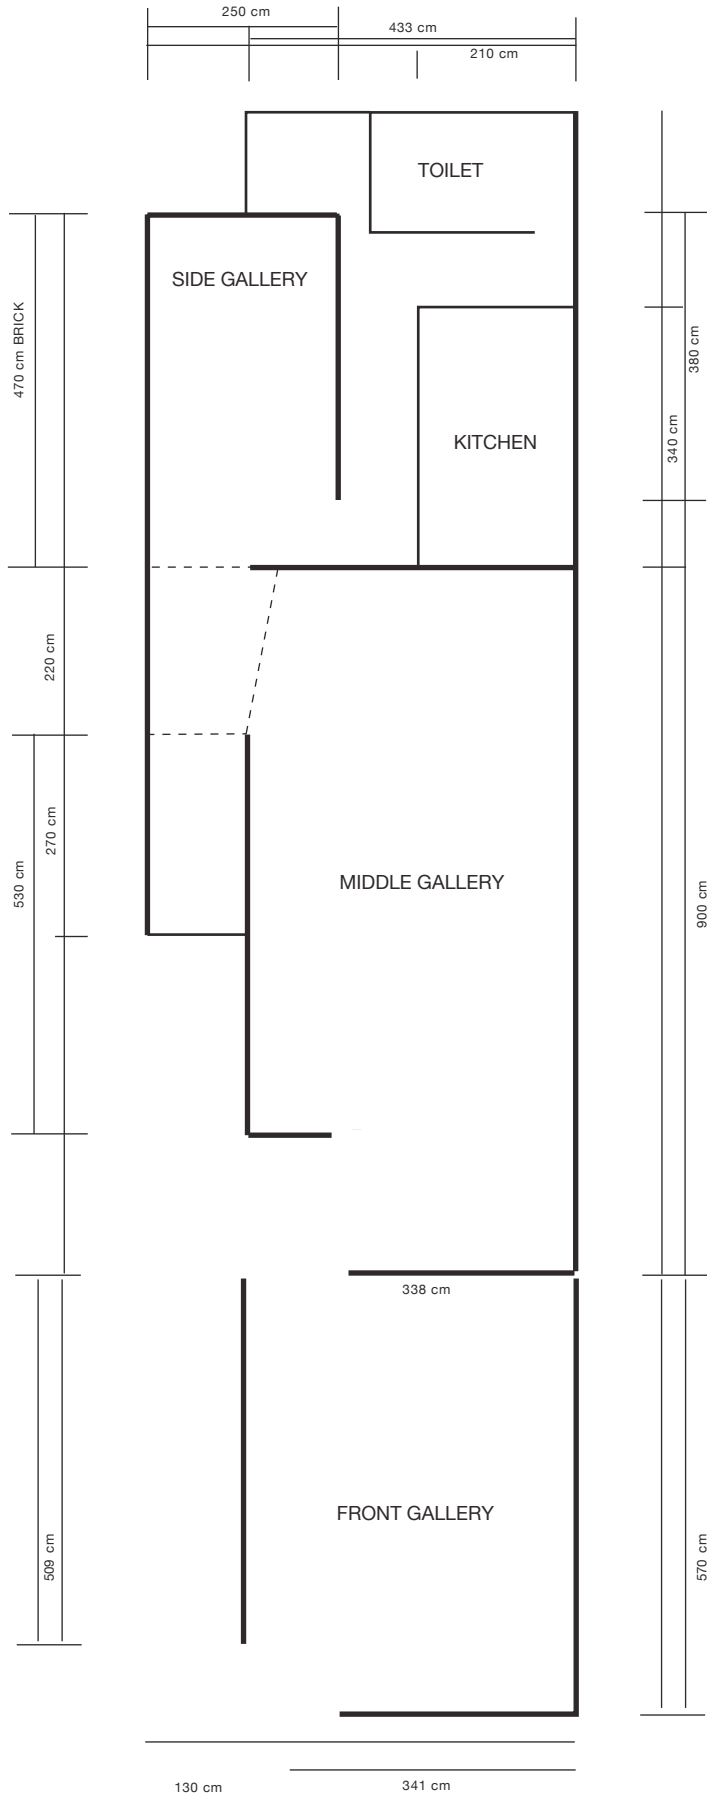 250 cm
433 cm
210 cm
TOILET
SIDE GALLERY
470 cm BRICK
380 cm
340 cm
KITCHEN
220 cm
270 cm
530 cm
MIDDLE GALLERY
900 cm
338 cm
FRONT GALLERY
509 cm
570 cm
130 cm
341 cm